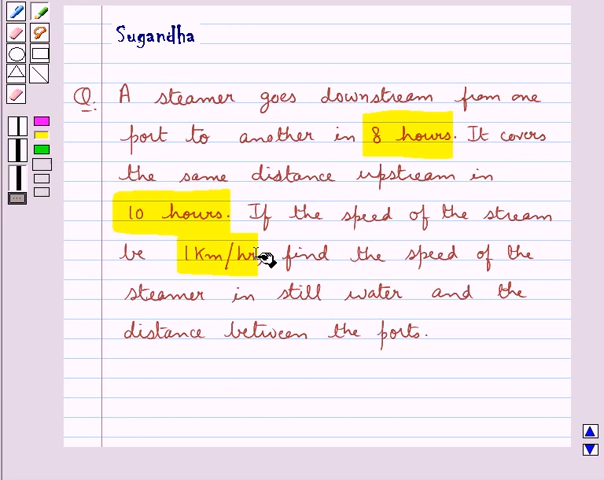 Sugandha
Q. A steamer goes downstream from one
port to another in 8 hours. It covers
the same distance upstream in
10 hours. If the speed of the stream
be 1Km/hr, find the speed of the
steamer in still water and the
distance between the ports.